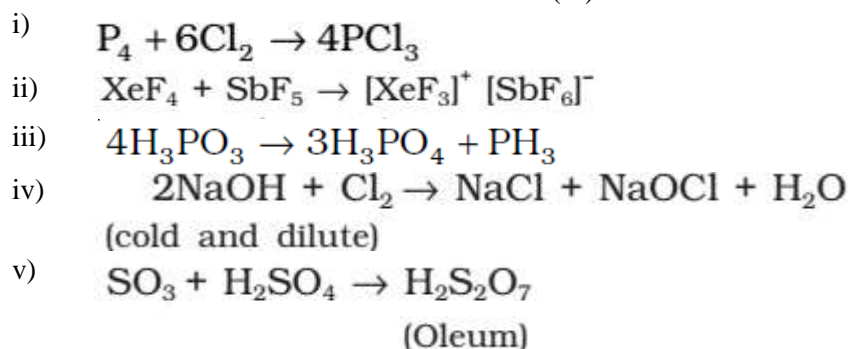 i) P₄ + 6Cl₂ → 4PCl₃
ii) XeF₄ + SbF₅ → [XeF₃]⁺ [SbF₆]⁻
iii) 4H₃PO₃ → 3H₃PO₄ + PH₃
iv) 2NaOH + Cl₂ → NaCl + NaOCl + H₂O
(cold and dilute)
v) SO₃ + H₂SO₄ → H₂S₂O₇
(Oleum)